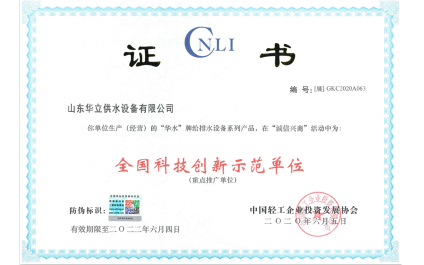 CNLI
证 书
编 号：[展] GKC2020A063
山东华立供水设备有限公司
你单位生产（经营）的“华水”牌给排水设备系列产品，在“诚信兴商”活动中为：
全国科技创新示范单位
（重点推广单位）
防伪标识：
中国轻工企业投资发展协会
二〇二〇年六月五日
有效期限至二〇二二年六月四日